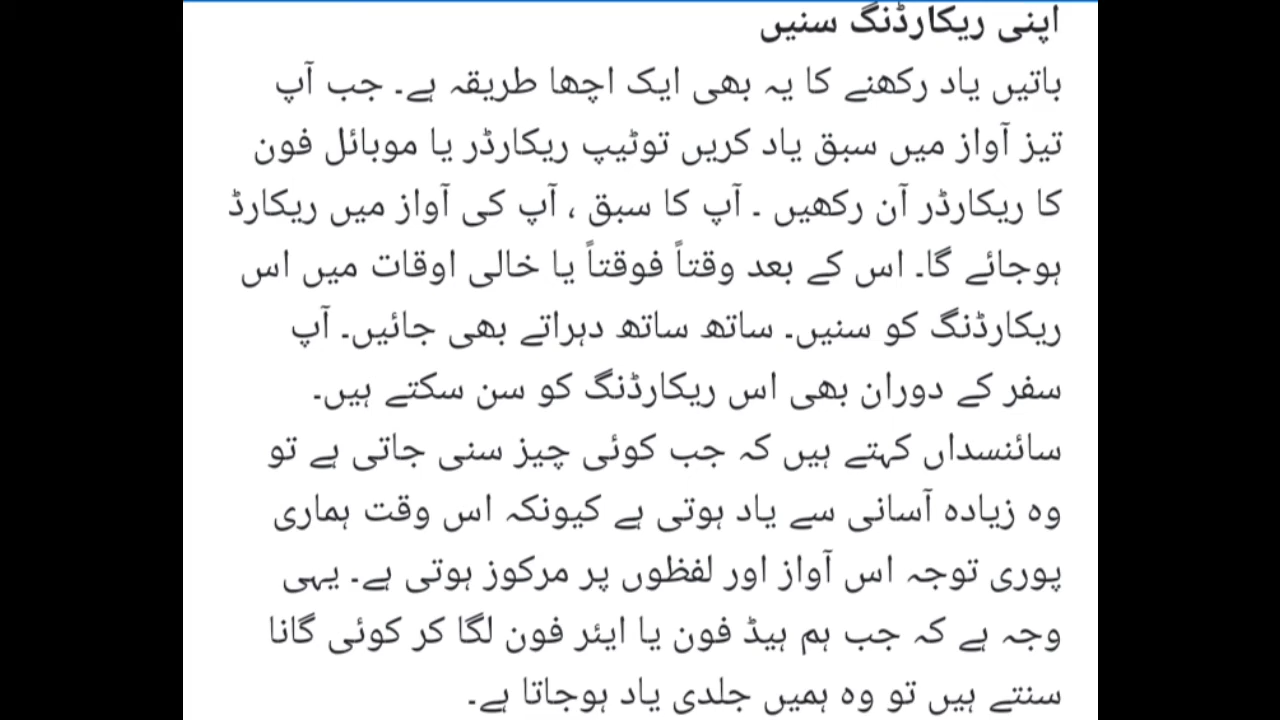 اپنی ریکارڈنگ سنیں
باتیں یاد رکھنے کا یہ بھی ایک اچھا طریقہ ہے۔ جب آپ
تیز آواز میں سبق یاد کریں توٹیپ ریکارڈر یا موبائل فون
کا ریکارڈر آن رکھیں ۔ آپ کا سبق ، آپ کی آواز میں ریکارڈ
ہوجائے گا۔ اس کے بعد وقتاً فوقتاً یا خالی اوقات میں اس
ریکارڈنگ کو سنیں۔ ساتھ ساتھ دہراتے بھی جائیں۔ آپ
سفر کے دوران بھی اس ریکارڈنگ کو سن سکتے ہیں۔
سائنسداں کہتے ہیں کہ جب کوئی چیز سنی جاتی ہے تو
وہ زیادہ آسانی سے یاد ہوتی ہے کیونکہ اس وقت ہماری
پوری توجہ اس آواز اور لفظوں پر مرکوز ہوتی ہے۔ یہی
وجہ ہے کہ جب ہم ہیڈ فون یا ایئر فون لگا کر کوئی گانا
سنتے ہیں تو وہ ہمیں جلدی یاد ہوجاتا ہے۔